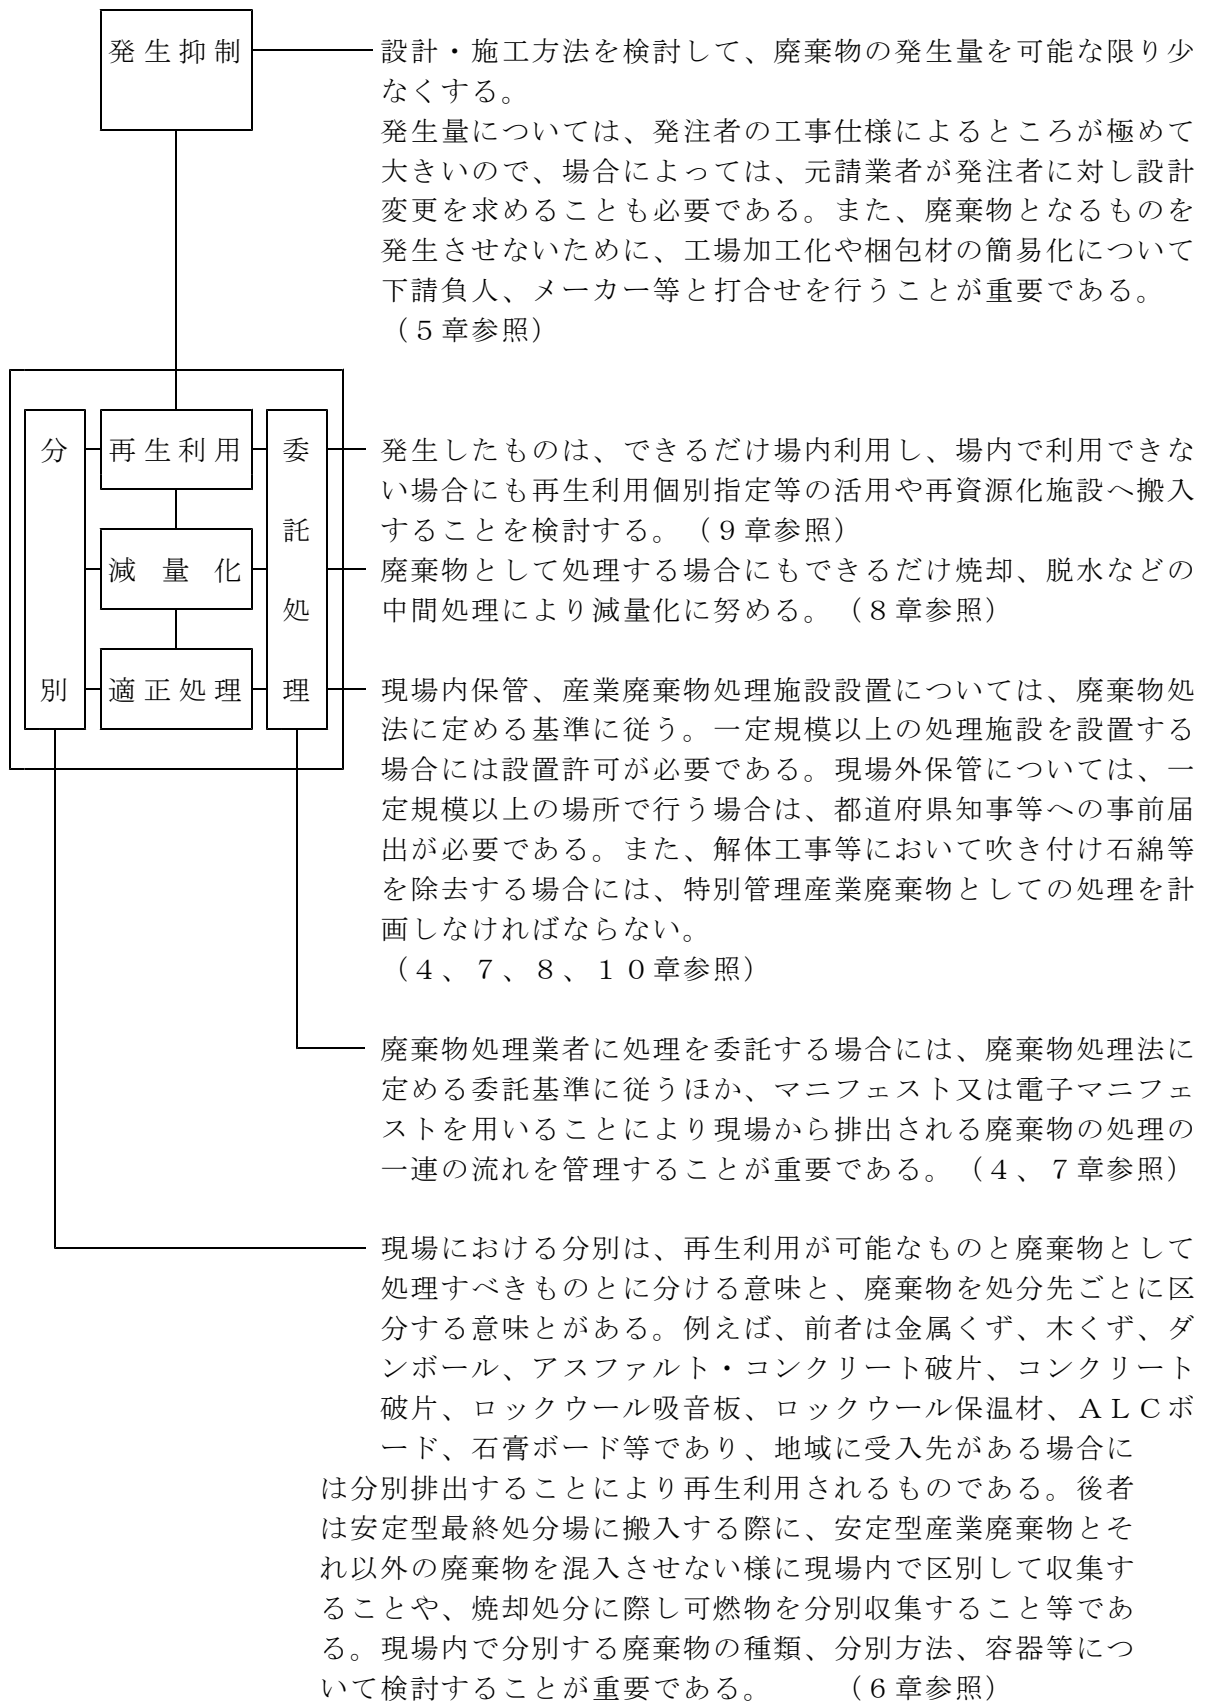 発生抑制
設計・施工方法を検討して、廃棄物の発生量を可能な限り少
なくする。
発生量については、発注者の工事仕様によるところが極めて
大きいので、場合によっては、元請業者が発注者に対し設計
変更を求めることも必要である。また、廃棄物となるものを
発生させないために、工場加工化や梱包材の簡易化について
下請負人、メーカー等と打合せを行うことが重要である。
（５章参照）
分別
再生利用
減量化
適正処理
委託処理
発生したものは、できるだけ場内利用し、場内で利用できな
い場合にも再生利用個別指定等の活用や再資源化施設へ搬入
することを検討する。（９章参照）
廃棄物として処理する場合にもできるだけ焼却、脱水などの
中間処理により減量化に努める。（８章参照）
現場内保管、産業廃棄物処理施設設置については、廃棄物処
法に定める基準に従う。一定規模以上の処理施設を設置する
場合には設置許可が必要である。現場外保管については、一
定規模以上の場所で行う場合は、都道府県知事等への事前届
出が必要である。また、解体工事等において吹き付け石綿等
を除去する場合には、特別管理産業廃棄物としての処理を計
画しなければならない。
（４、７、８、１０章参照）
廃棄物処理業者に処理を委託する場合には、廃棄物処理法に
定める委託基準に従うほか、マニフェスト又は電子マニフェ
ストを用いることにより現場から排出される廃棄物の処理の
一連の流れを管理することが重要である。（４、７章参照）
現場における分別は、再生利用が可能なものと廃棄物として
処理すべきものとに分ける意味と、廃棄物を処分先ごとに区
分する意味とがある。例えば、前者は金属くず、木くず、ダ
ンボール、アスファルト・コンクリート破片、コンクリート
破片、ロックウール吸音板、ロックウール保温材、ＡＬＣボ
ード、石膏ボード等であり、地域に受入先がある場合に
は分別排出することにより再生利用されるものである。後者
は安定型最終処分場に搬入する際に、安定型産業廃棄物とそ
れ以外の廃棄物を混入させない様に現場内で区別して収集す
ることや、焼却処分に際し可燃物を分別収集すること等であ
る。現場内で分別する廃棄物の種類、分別方法、容器等につ
いて検討することが重要である。　　（６章参照）